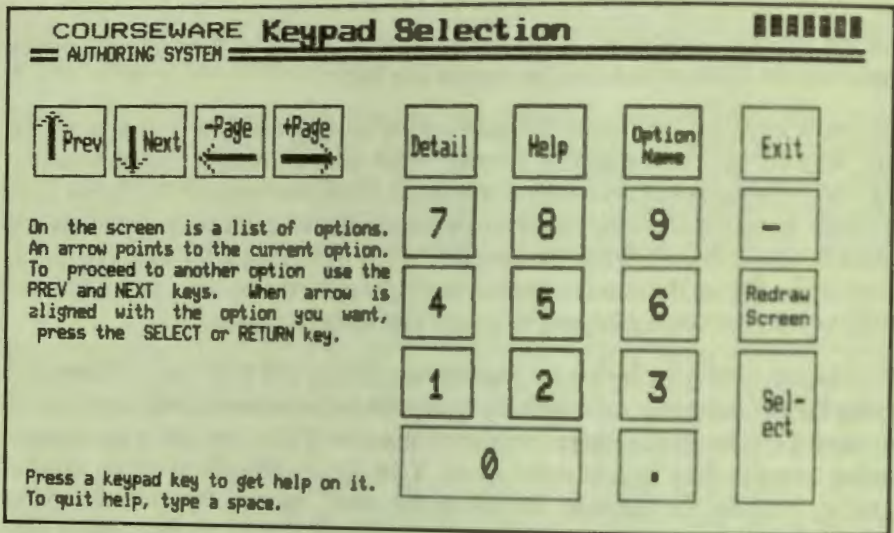 COURSEWARE Keypad Selection
AUTHORING SYSTEM
Prev
Next
-Page
+Page
Detail
Help
Option
Name
Exit
On the screen is a list of options.
An arrow points to the current option.
To proceed to another option use the
PREV and NEXT keys. When arrow is
aligned with the option you want,
press the SELECT or RETURN key.
7
8
9
-
4
5
6
Redraw
Screen
1
2
3
Sel-
ect
0
.
Press a keypad key to get help on it.
To quit help, type a space.